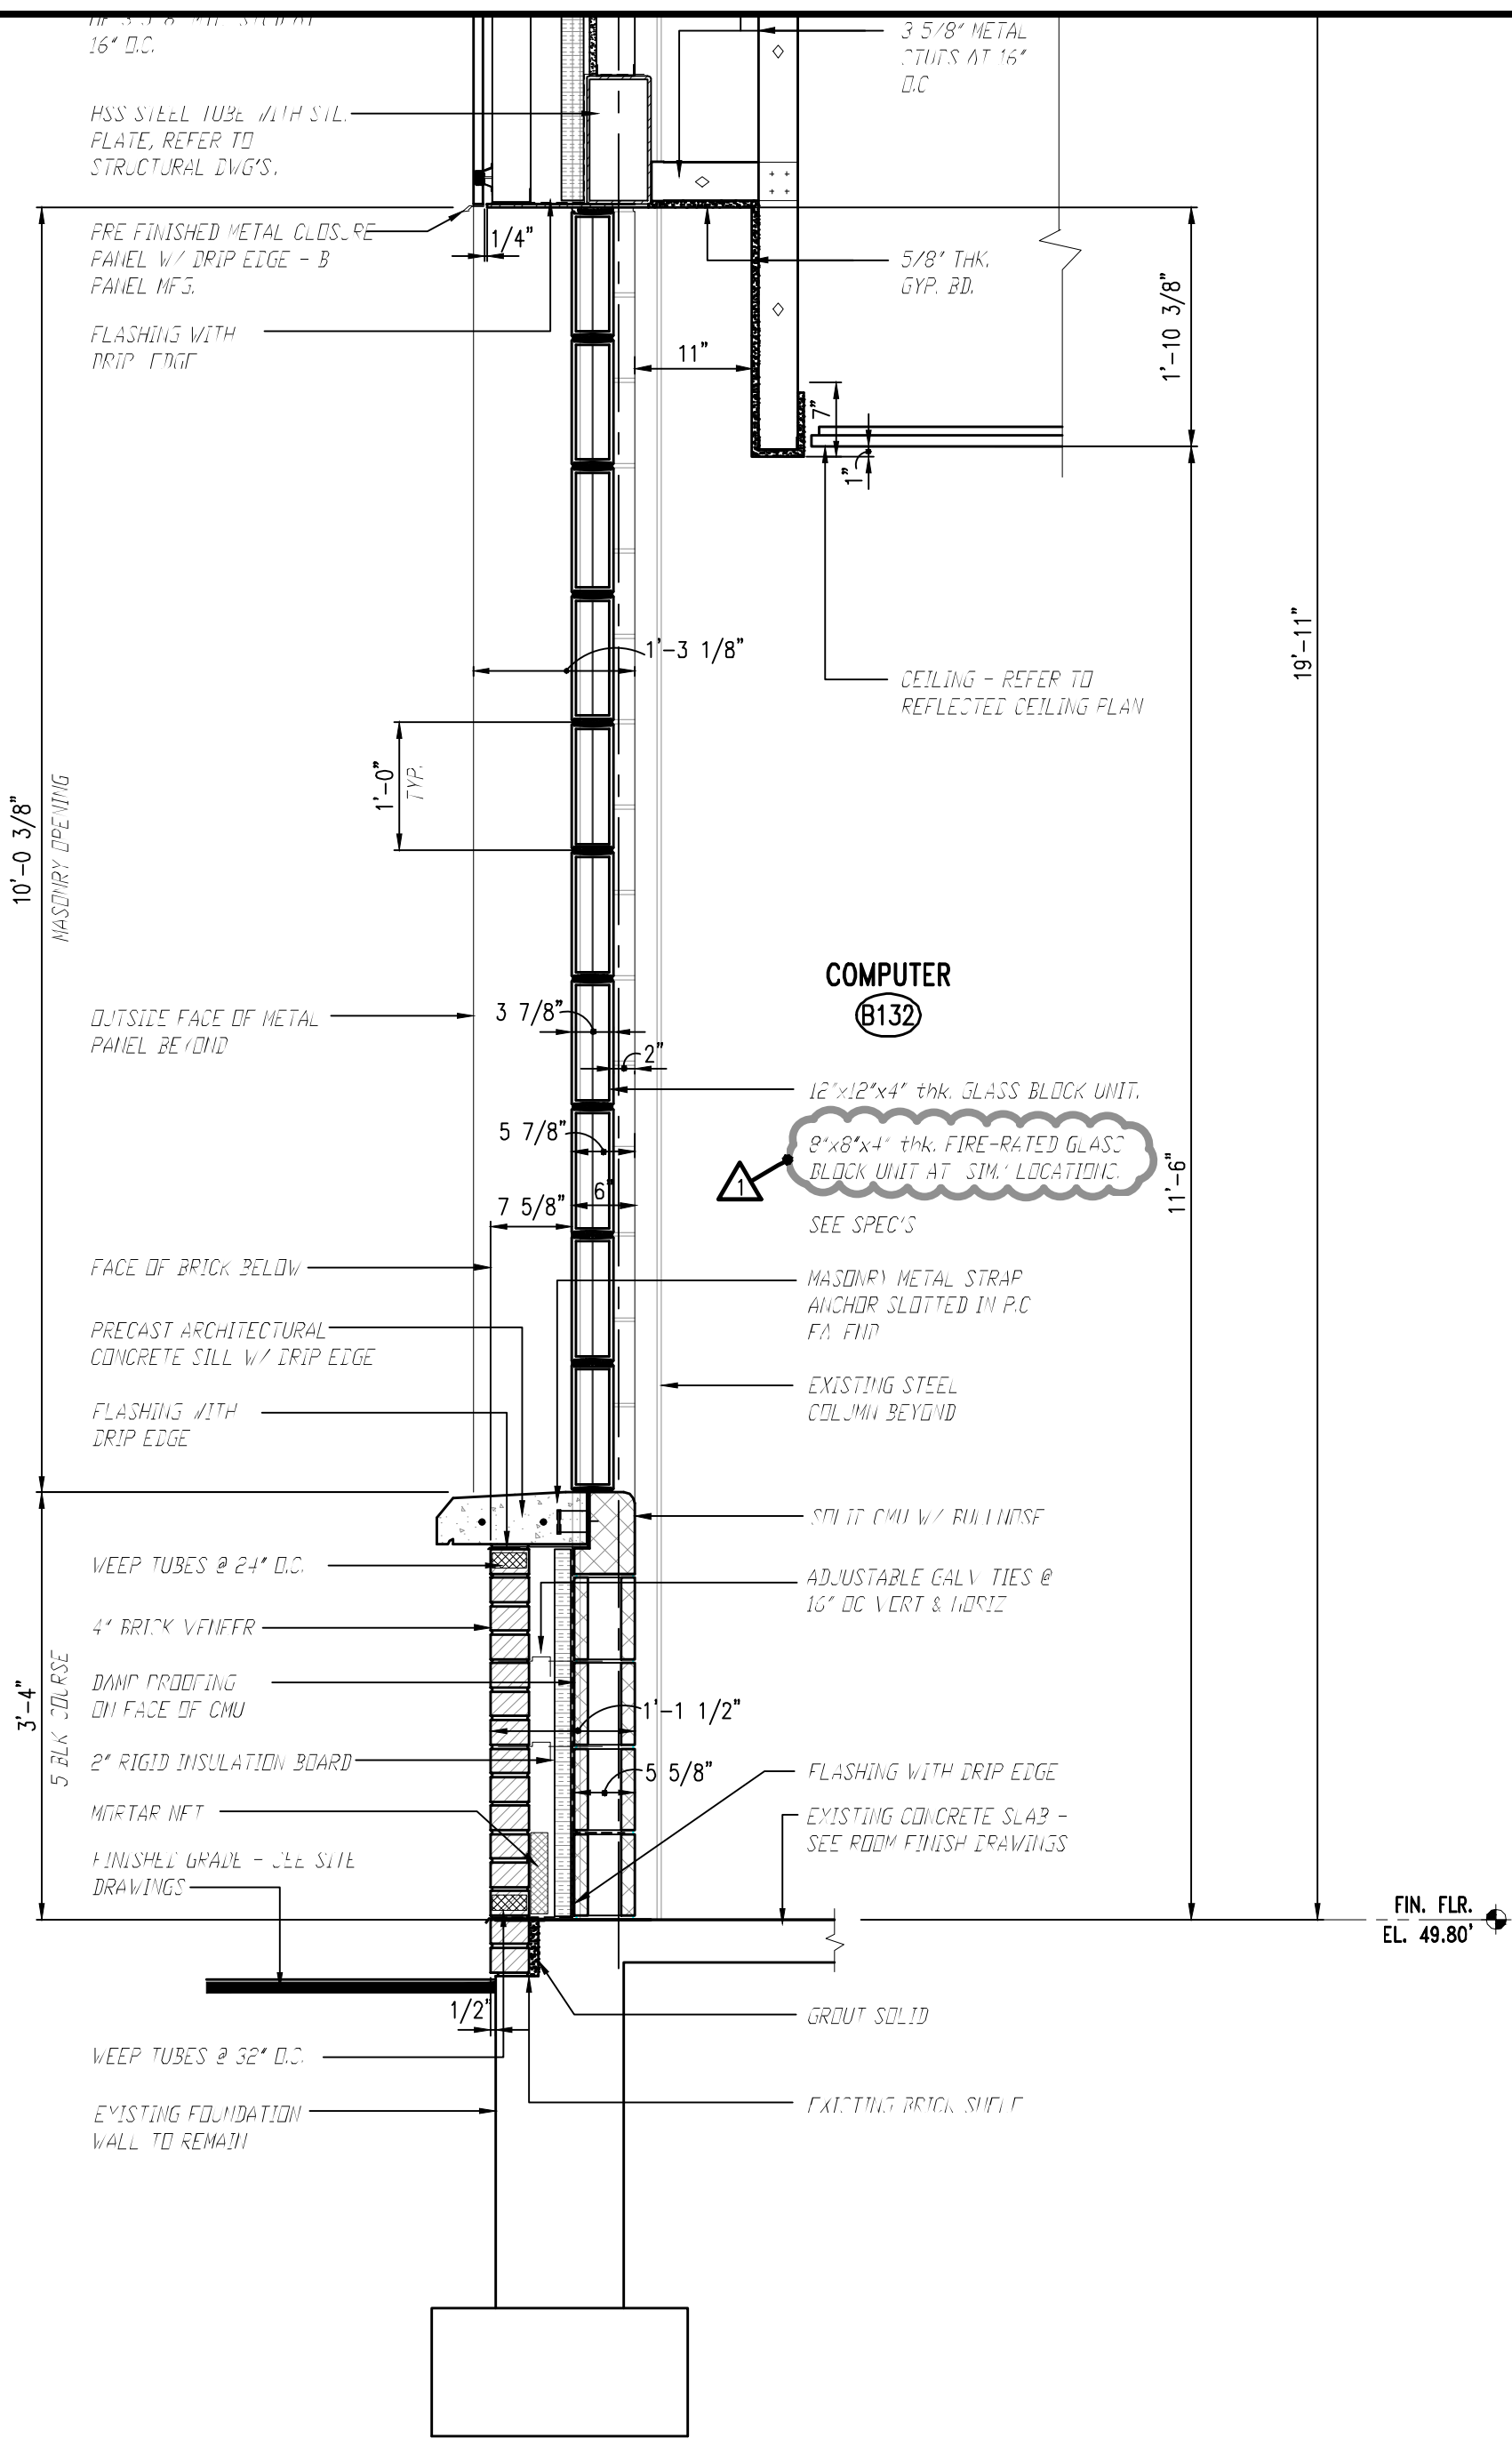 16" O.C.
HSS STEEL TUBE WITH STL.
PLATE, REFER TO
STRUCTURAL DWG'S.
PRE FINISHED METAL CLOSURE
PANEL W/ DRIP EDGE - B
PANEL MFG.
FLASHING WITH
DRIP EDGE
1/4"
3 5/8" METAL
STUDS AT 16"
O.C
5/8" THK.
GYP. BD.
11"
7"
1"
1'-10 3/8"
19'-11"
CEILING - REFER TO
REFLECTED CEILING PLAN
1'-3 1/8"
1'-0"
TYP.
10'-0 3/8"
MASONRY OPENING
COMPUTER
B132
OUTSIDE FACE OF METAL
PANEL BEYOND
3 7/8"
2"
12"x12"x4" thk. GLASS BLOCK UNIT.
8"x8"x4" thk. FIRE-RATED GLASS
BLOCK UNIT AT 'SIM.' LOCATIONS.
1
SEE SPEC'S
5 7/8"
6"
7 5/8"
11'-6"
FACE OF BRICK BELOW
MASONRY METAL STRAP
ANCHOR SLOTTED IN P.C
EA. END
PRECAST ARCHITECTURAL
CONCRETE SILL W/ DRIP EDGE
EXISTING STEEL
COLUMN BEYOND
FLASHING WITH
DRIP EDGE
SOLID CMU W/ BULLNOSE
WEEP TUBES @ 24" O.C.
ADJUSTABLE GALV TIES @
16" OC VERT & HORIZ
4" BRICK VENEER
3'-4"
5 BLK COURSE
DAMP PROOFING
ON FACE OF CMU
1'-1 1/2"
2" RIGID INSULATION BOARD
5 5/8"
FLASHING WITH DRIP EDGE
MORTAR NET
EXISTING CONCRETE SLAB -
SEE ROOM FINISH DRAWINGS
FINISHED GRADE - SEE SITE
DRAWINGS
FIN. FLR.
EL. 49.80'
1/2"
GROUT SOLID
WEEP TUBES @ 32" O.C.
EXISTING BRICK SHELF
EXISTING FOUNDATION
WALL TO REMAIN